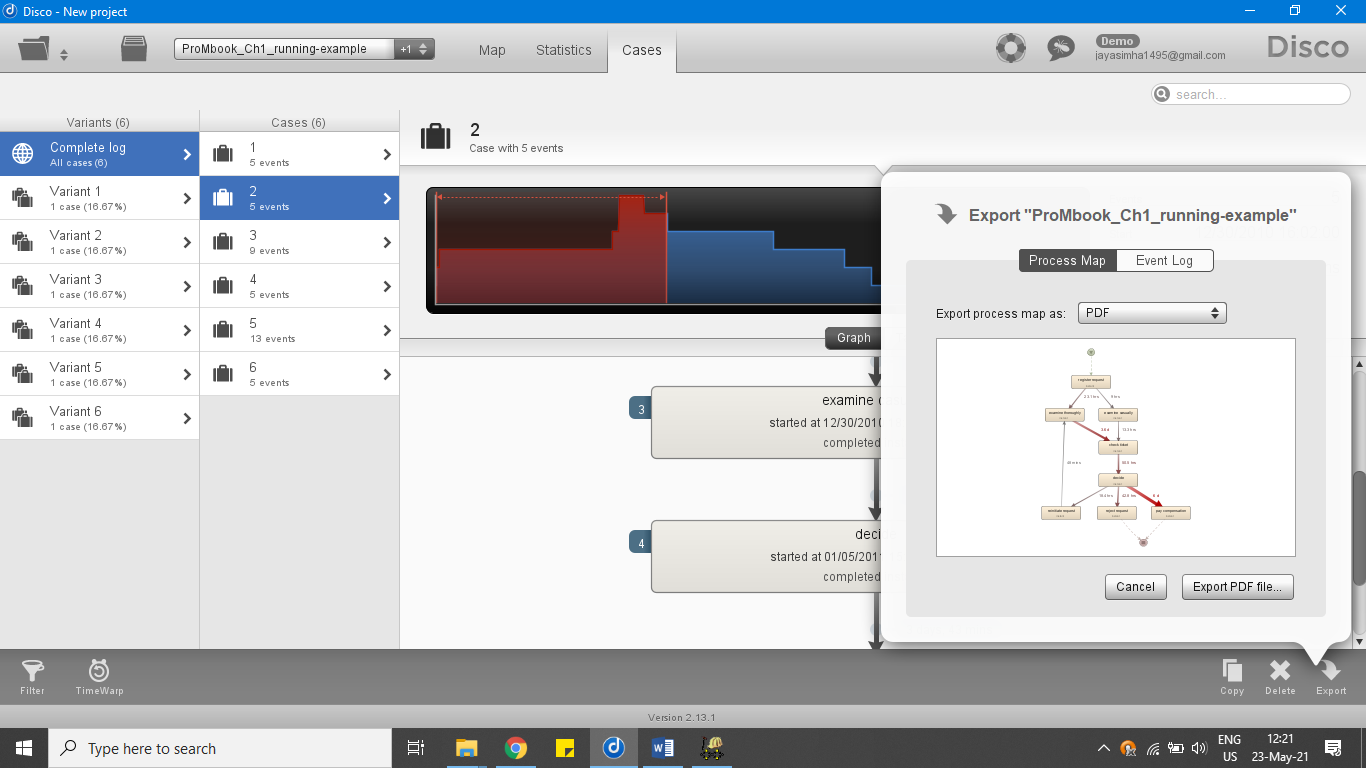 Disco - New project
ProMbook_Ch1_running-example
+1
Map
Statistics
Cases
Demo
jayasimha1495@gmail.com
Disco
search...
Variants (6)
Complete log
All cases (6)
Variant 1
1 case (16.67%)
Variant 2
1 case (16.67%)
Variant 3
1 case (16.67%)
Variant 4
1 case (16.67%)
Variant 5
1 case (16.67%)
Variant 6
1 case (16.67%)
Cases (6)
1
5 events
2
5 events
3
9 events
4
5 events
5
13 events
6
5 events
2
Case with 5 events
Graph
3
examine
started at 12/30/2010
completed
4
deci
started at 01/05/201
completed
Export "ProMbook_Ch1_running-example"
Process Map
Event Log
Export process map as:
PDF
register request
examine thoroughly
examine casually
check ticket
decide
reinitiate request
reject request
pay compensation
Cancel
Export PDF file...
Filter
TimeWarp
Copy
Delete
Export
Version 2.13.1
Type here to search
ENG
US
12:21
23-May-21